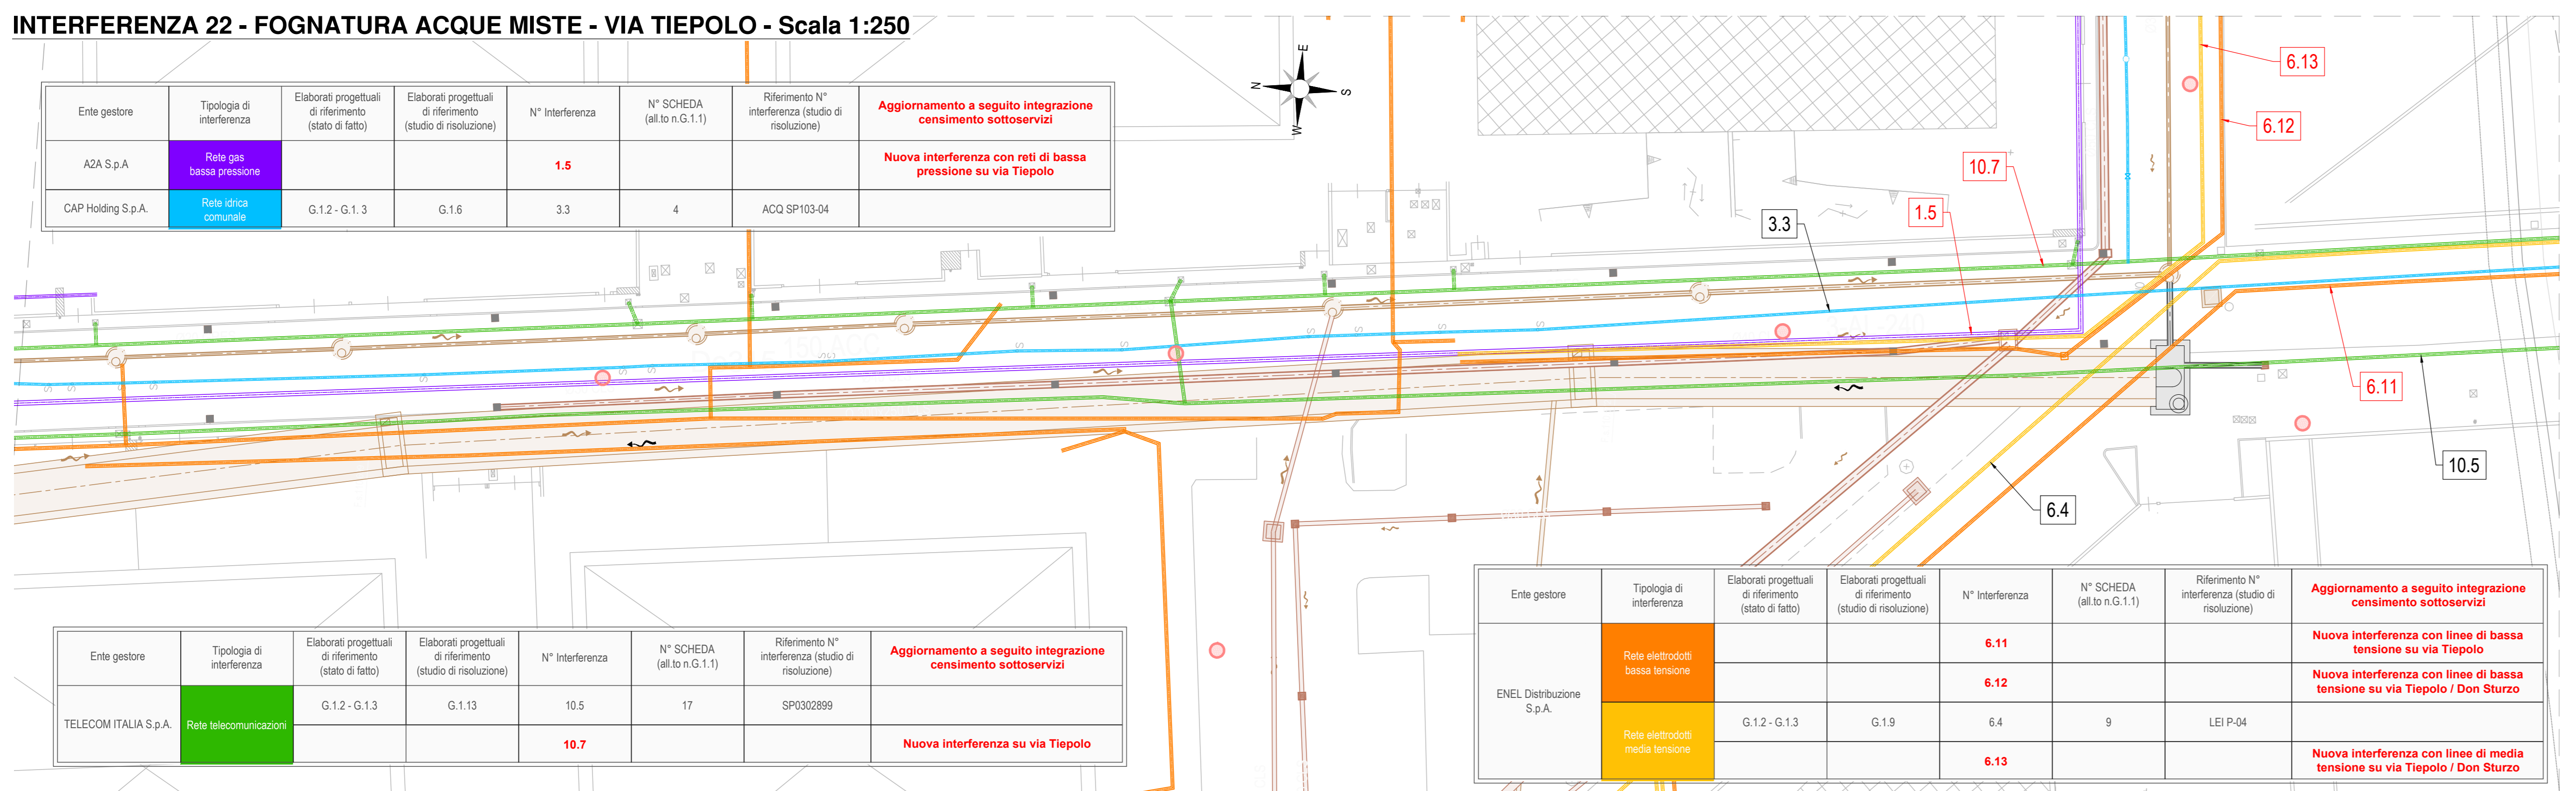 INTERFERENZA 22 - FOGNATURA ACQUE MISTE - VIA TIEPOLO - Scala 1:250
Ente gestore
Tipologia di
interferenza
Elaborati progettuali
di riferimento
(stato di fatto)
Elaborati progettuali
di riferimento
(studio di risoluzione)
N° Interferenza
N° SCHEDA
(all.to n.G.1.1)
Riferimento N°
interferenza (studio di
risoluzione)
Aggiornamento a seguito integrazione
censimento sottoservizi
A2A S.p.A
Rete gas
bassa pressione
1.5
Nuova interferenza con reti di bassa
pressione su via Tiepolo
CAP Holding S.p.A.
Rete idrica
comunale
G.1.2 - G.1. 3
G.1.6
3.3
4
ACQ SP103-04
E
N
S
W
6.13
6.12
10.7
1.5
3.3
6.11
10.5
6.4
Ente gestore
Tipologia di
interferenza
Elaborati progettuali
di riferimento
(stato di fatto)
Elaborati progettuali
di riferimento
(studio di risoluzione)
N° Interferenza
N° SCHEDA
(all.to n.G.1.1)
Riferimento N°
interferenza (studio di
risoluzione)
Aggiornamento a seguito integrazione
censimento sottoservizi
TELECOM ITALIA S.p.A.
Rete telecomunicazioni
G.1.2 - G.1.3
G.1.13
10.5
17
SP0302899
10.7
Nuova interferenza su via Tiepolo
Ente gestore
Tipologia di
interferenza
Elaborati progettuali
di riferimento
(stato di fatto)
Elaborati progettuali
di riferimento
(studio di risoluzione)
N° Interferenza
N° SCHEDA
(all.to n.G.1.1)
Riferimento N°
interferenza (studio di
risoluzione)
Aggiornamento a seguito integrazione
censimento sottoservizi
ENEL Distribuzione
S.p.A.
Rete elettrodotti
bassa tensione
6.11
Nuova interferenza con linee di bassa
tensione su via Tiepolo
6.12
Nuova interferenza con linee di bassa
tensione su via Tiepolo / Don Sturzo
Rete elettrodotti
media tensione
G.1.2 - G.1.3
G.1.9
6.4
9
LEI P-04
6.13
Nuova interferenza con linee di media
tensione su via Tiepolo / Don Sturzo